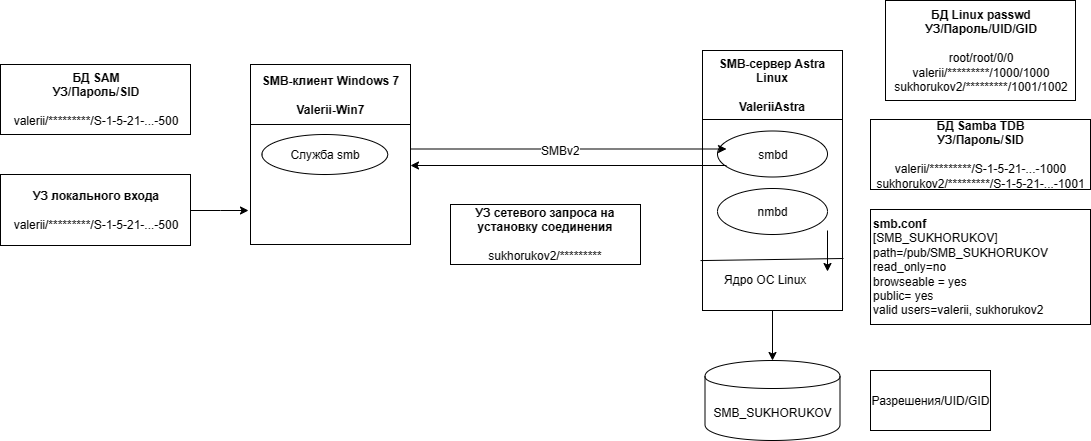 БД SAM
УЗ/Пароль/SID
valerii/*********/S-1-5-21-...-500
УЗ локального входа
valerii/*********/S-1-5-21-...-500
SMB-клиент Windows 7
Valerii-Win7
Служба smb
SMBv2
УЗ сетевого запроса на
установку соединения
sukhorukov2/*********
SMB-сервер Astra
Linux
ValeriiAstra
smbd
nmbd
Ядро ОС Linux
SMB_SUKHORUKOV
БД Linux passwd
УЗ/Пароль/UID/GID
root/root/0/0
valerii/*********/1000/1000
sukhorukov2/*********/1001/1002
БД Samba TDB
УЗ/Пароль/SID
valerii/*********/S-1-5-21-...-1000
sukhorukov2/*********/S-1-5-21-...-1001
smb.conf
[SMB_SUKHORUKOV]
path=/pub/SMB_SUKHORUKOV
read_only=no
browseable = yes
public= yes
valid users=valerii, sukhorukov2
Разрешения/UID/GID